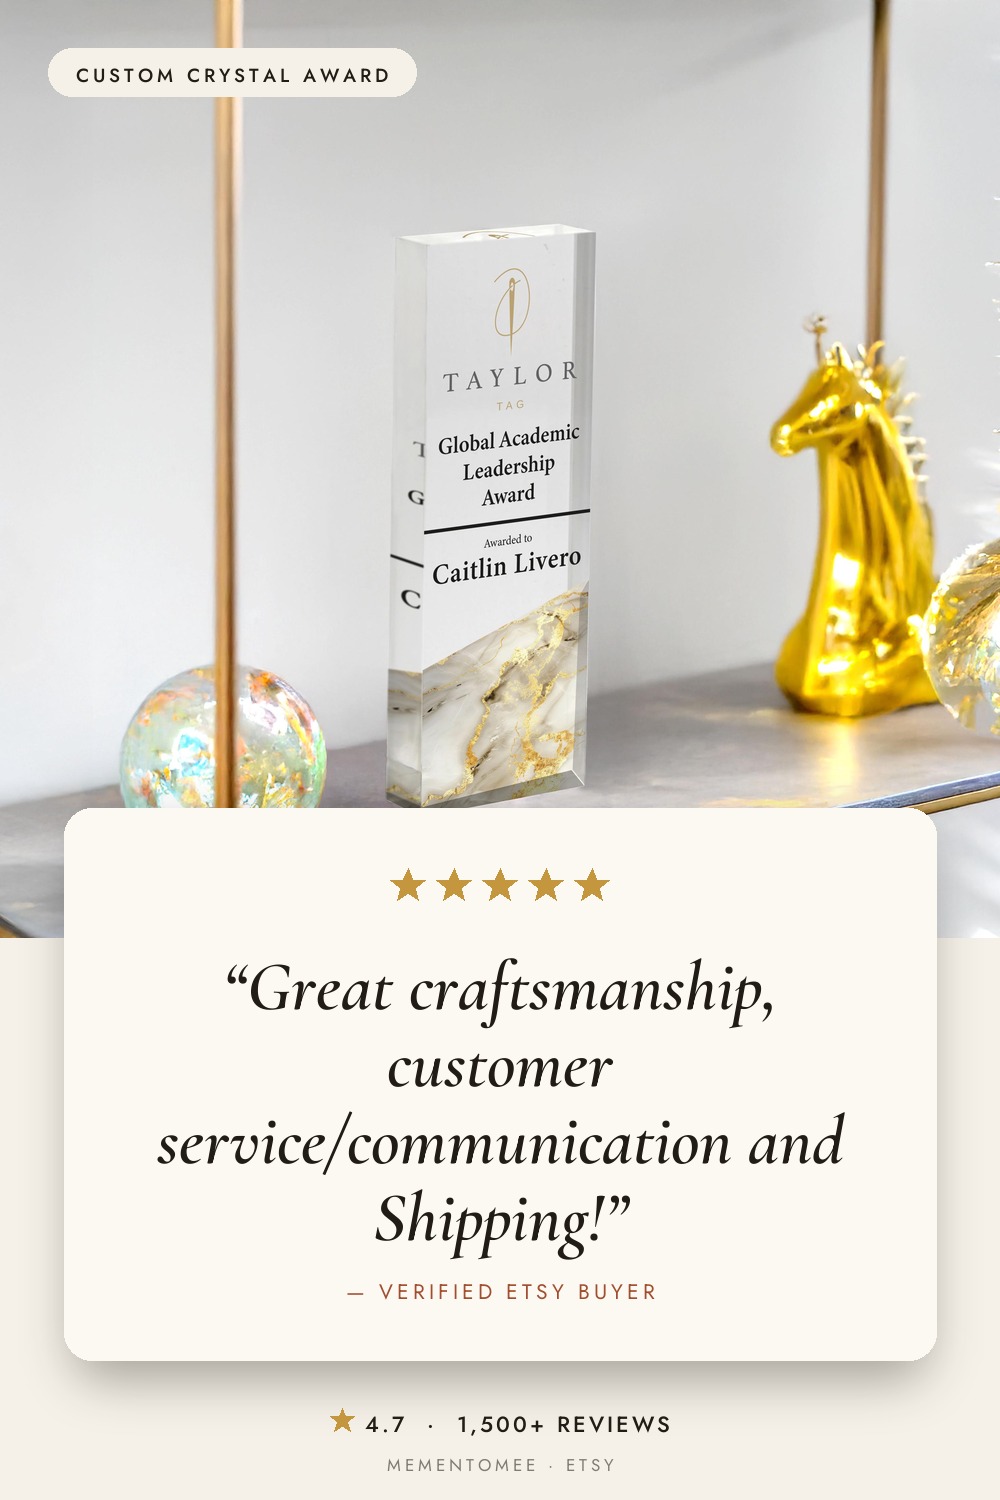 CUSTOM CRYSTAL AWARD
TAYLOR
TAG
Global Academic
Leadership
Award
Awarded to
Caitlin Livero
T
G
C
“Great craftsmanship,
customer
service/communication and
Shipping!”
— VERIFIED ETSY BUYER
4.7 · 1,500+ REVIEWS
MEMENTOMEE · ETSY